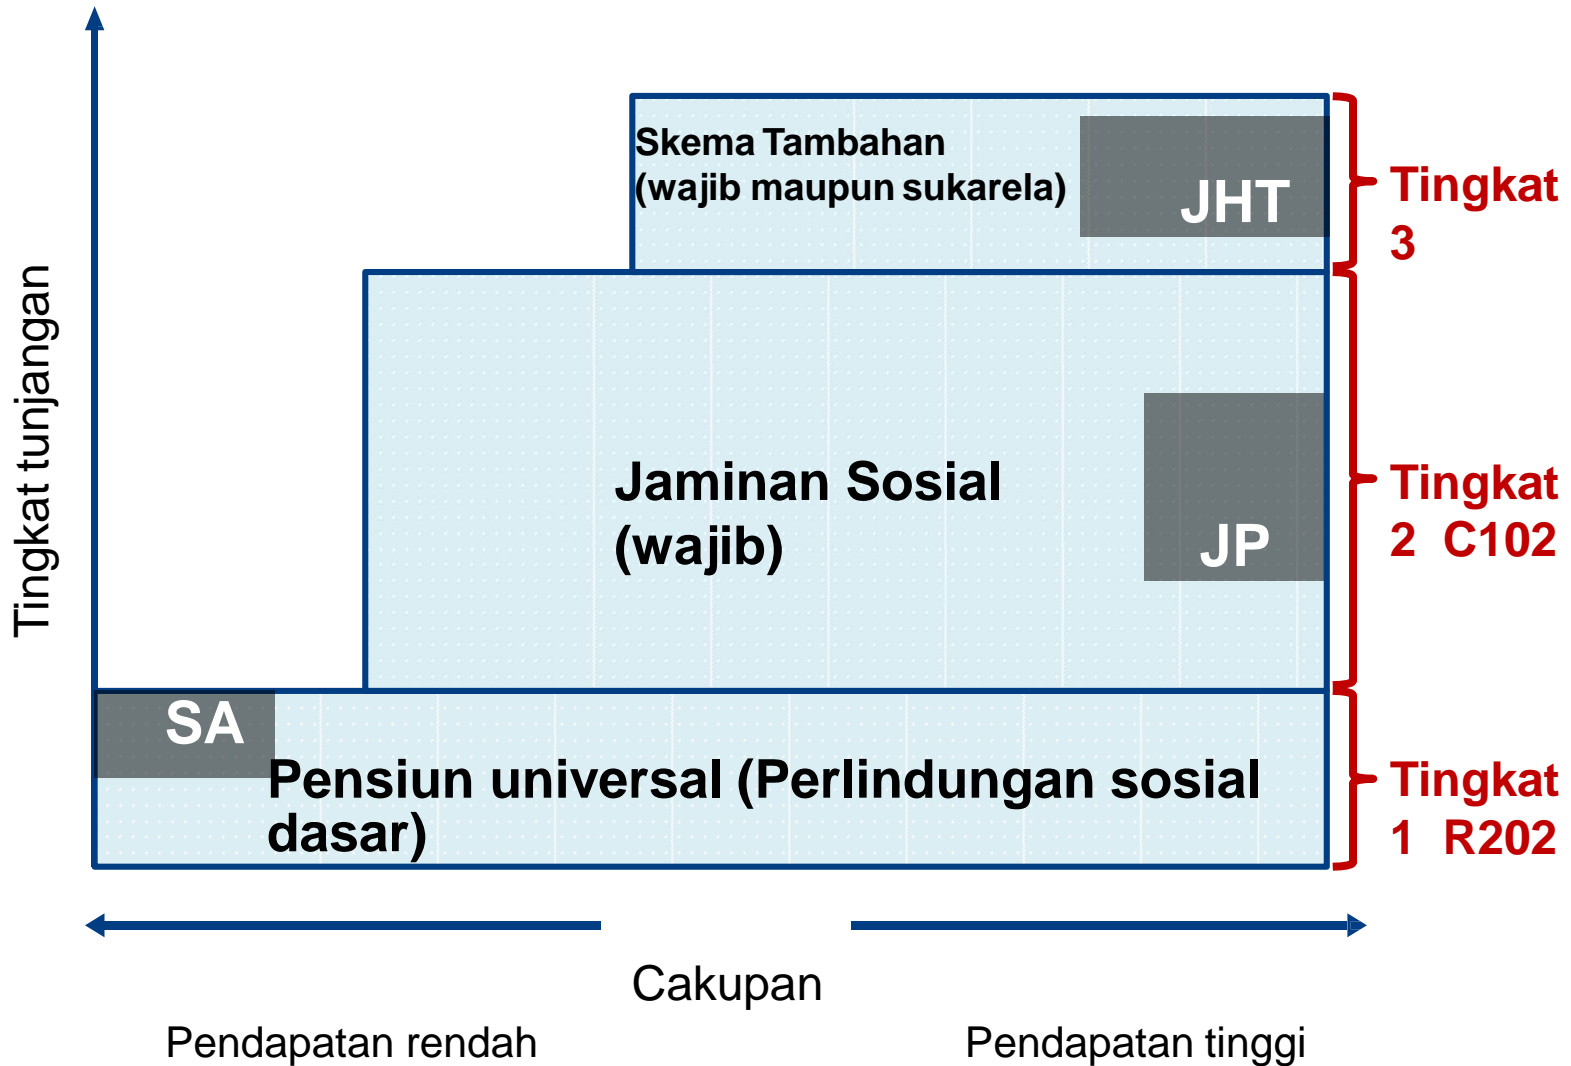 Tingkat tunjangan
Skema Tambahan
(wajib maupun sukarela)
JHT
Tingkat
3
Jaminan Sosial
(wajib)
JP
Tingkat
2 C102
SA
Pensiun universal (Perlindungan sosial
dasar)
Tingkat
1 R202
Cakupan
Pendapatan rendah
Pendapatan tinggi